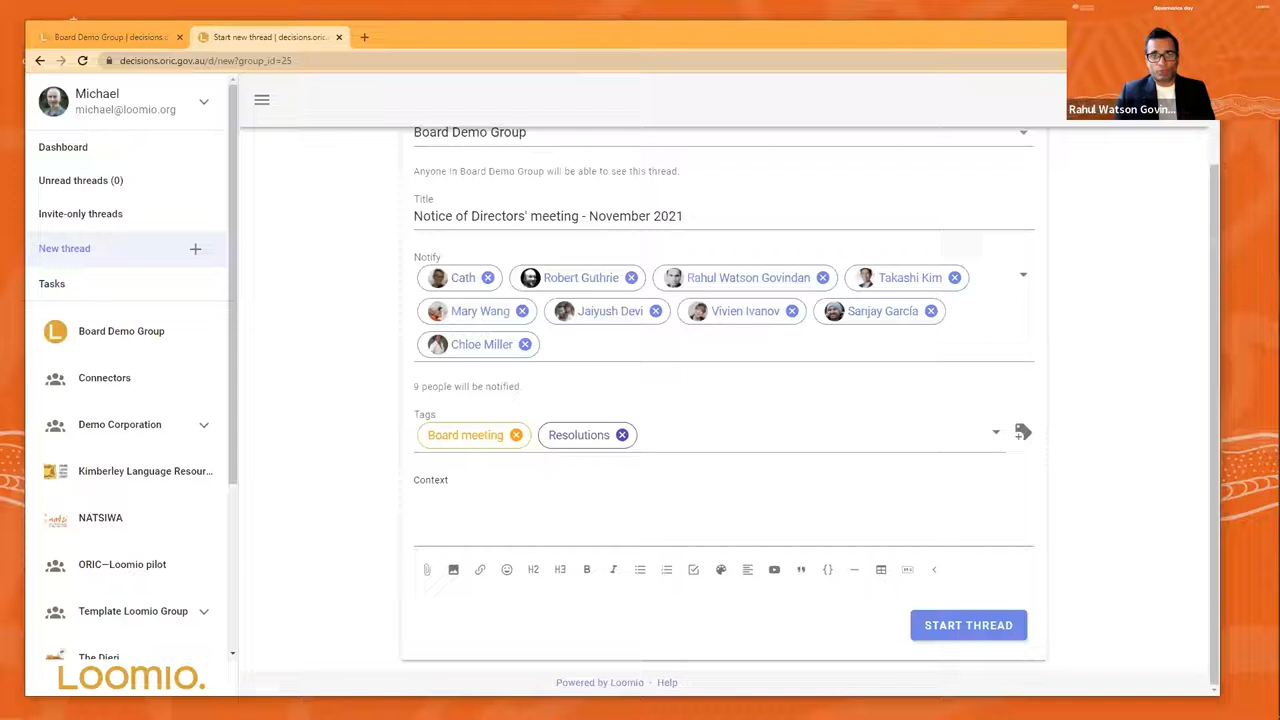 Governance day
Board Demo Group | decisions.c
Start new thread | decisions.oric.
decisions.oric.gov.au/d/new?group_id=25
Rahul Watson Govin...
Michael
michael@loomio.org
Dashboard
Unread threads (0)
Invite-only threads
New thread
Tasks
Board Demo Group
Connectors
Demo Corporation
Kimberley Language Resour...
NATSIWA
ORIC—Loomio pilot
Template Loomio Group
The Dieri
LOOMIO.
Board Demo Group
Anyone in Board Demo Group will be able to see this thread.
Title
Notice of Directors' meeting - November 2021
Notify
Cath Robert Guthrie Rahul Watson Govindan Takashi Kim
Mary Wang Jaiyush Devi Vivien Ivanov Sanjay García
Chloe Miller
9 people will be notified.
Tags
Board meeting Resolutions
Context
H2 H3 B I
START THREAD
Powered by Loomio · Help